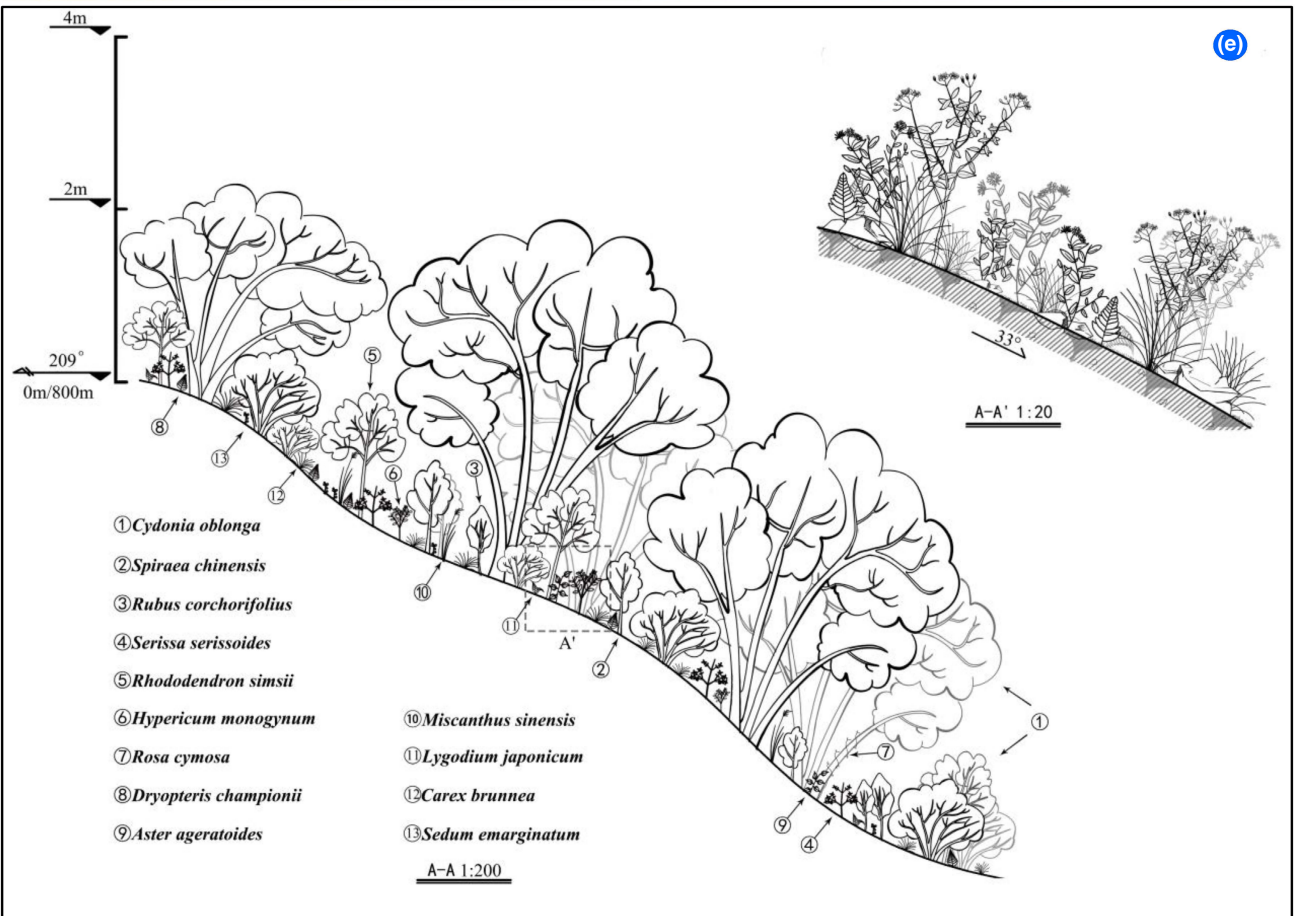 4m
(e)
2m
209°
0m/800m
33°
A-A' 1:20
⑤
⑧
⑬
⑥
③
⑫
⑩
⑪
A'
②
①
⑦
⑨
④
①Cydonia oblonga
②Spiraea chinensis
③Rubus corchorifolius
④Serissa serissoides
⑤Rhododendron simsii
⑥Hypericum monogynum
⑦Rosa cymosa
⑧Dryopteris championii
⑨Aster ageratoides
⑩Miscanthus sinensis
⑪Lygodium japonicum
⑫Carex brunnea
⑬Sedum emarginatum
A-A 1:200